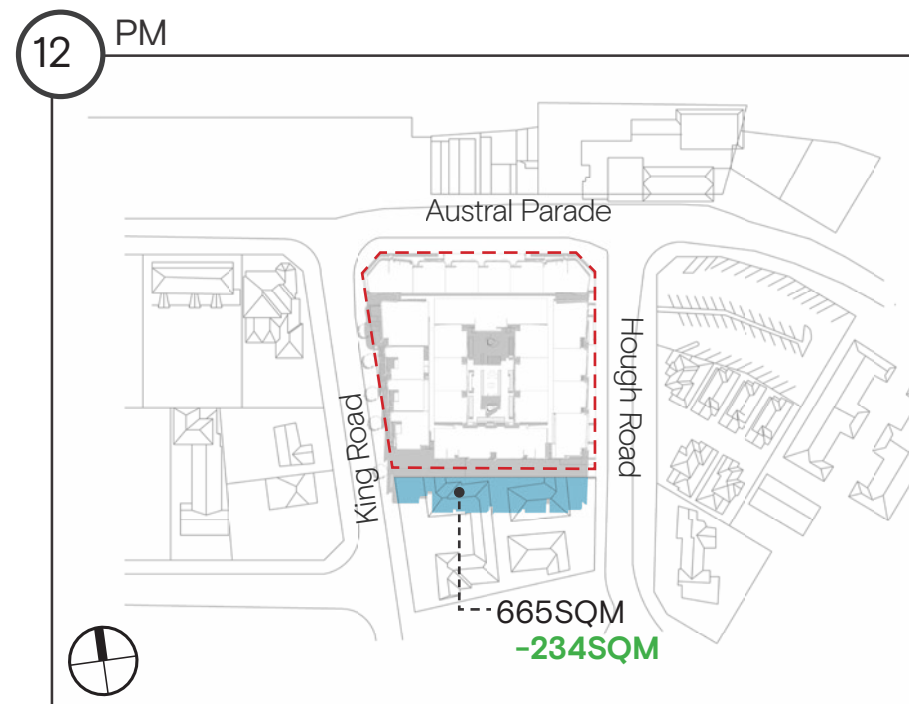 12 PM
Austral Parade
Hough Road
King Road
665SQM
-234SQM